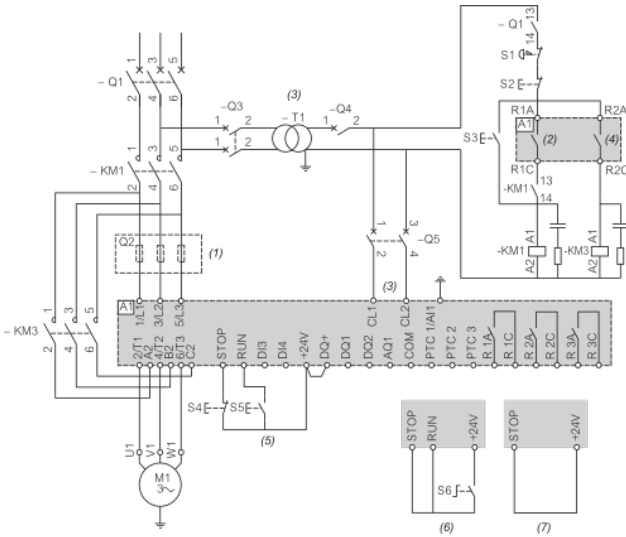 1 3 5
– Q1
2 4 6
(3)
–Q3
1 2
1 2
– T1
–Q4
1 2
13
– Q1
14
S1
S2
R1A R2A
A1
S3
(2) (4)
R1C R2C
13
-KM1
14
A1 A1
-KM1 -KM3
A2 A2
1 3 5
– KM1
2 4 6
Q2
(1)
1 3
–Q5
2 4
(3)
1 3 5
– KM3
2 4 6
A1
1/L1 3/L2 5/L3 CL1 CL2 PTC 1/AI1
2/T1 A2 4/T2 B2 6/T3 C2 STOP RUN DI3 DI4 +24V DQ+ DQ1 DQ2 AQ1 COM PTC 2 PTC 3 R 1A R 1C R 2A R 2C R 3A R 3C
S4 S5
(5)
U1 V1 W1
M1
3
STOP RUN +24V
S6
(6)
STOP +24V
(7)